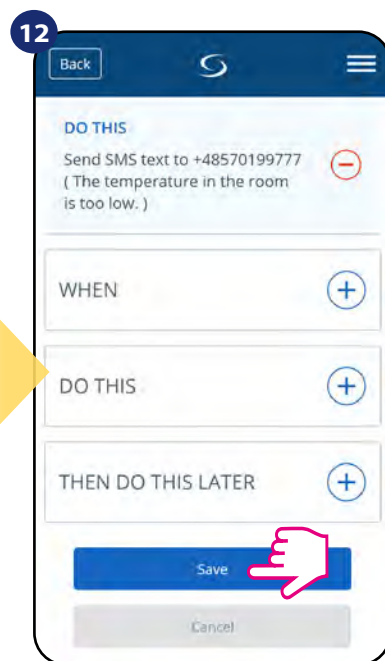 12
Back
DO THIS
Send SMS text to +48570199777
( The temperature in the room
is too low. )
WHEN
DO THIS
THEN DO THIS LATER
Save
Cancel